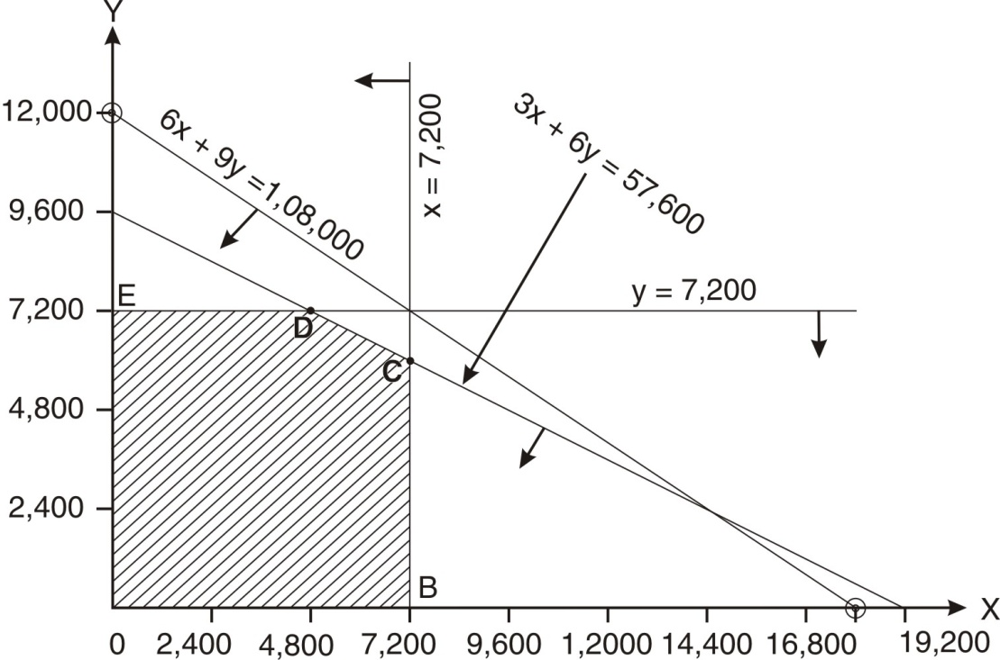 Y
12,000
9,600
7,200
4,800
2,400
6x + 9y =1,08,000
x = 7,200
3x + 6y = 57,600
y = 7,200
E
D
C
B
X
0 2,400 4,800 7,200 9,600 1,2000 14,400 16,800 19,200